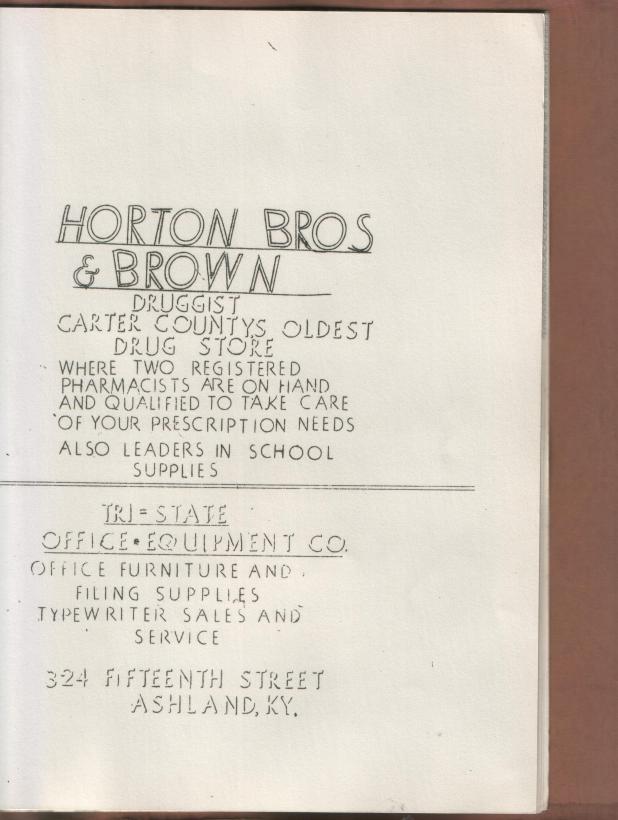 HORTON BROS
& BROWN
DRUGGIST
CARTER COUNTYS OLDEST
DRUG STORE
WHERE TWO REGISTERED
PHARMACISTS ARE ON HAND
AND QUALIFIED TO TAKE CARE
OF YOUR PRESCRIPTION NEEDS
ALSO LEADERS IN SCHOOL
SUPPLIES
TRI=STATE
OFFICE•EQUIPMENT CO.
OFFICE FURNITURE AND
FILING SUPPLIES
TYPEWRITER SALES AND
SERVICE
324 FIFTEENTH STREET
ASHLAND, KY.